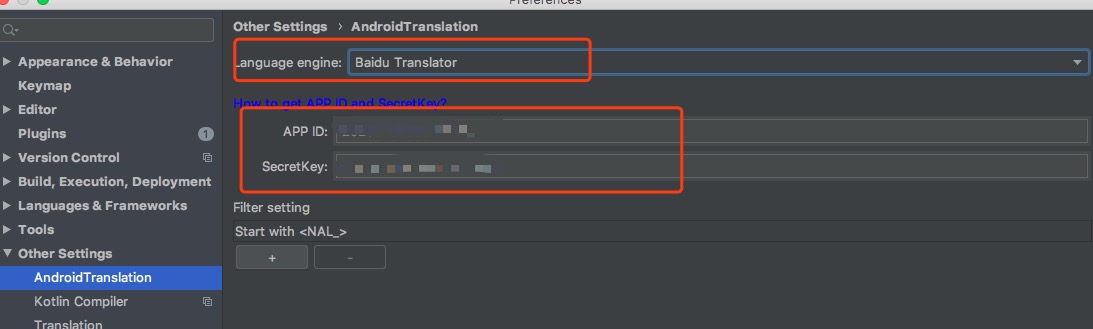 Preferences
Other Settings › AndroidTranslation
Language engine: Baidu Translator
How to get APP ID and SecretKey?
APP ID:
SecretKey:
Filter setting
Start with <NAL_>
+ -
Appearance & Behavior
Keymap
Editor
Plugins 1
Version Control
Build, Execution, Deployment
Languages & Frameworks
Tools
Other Settings
AndroidTranslation
Kotlin Compiler
Translation